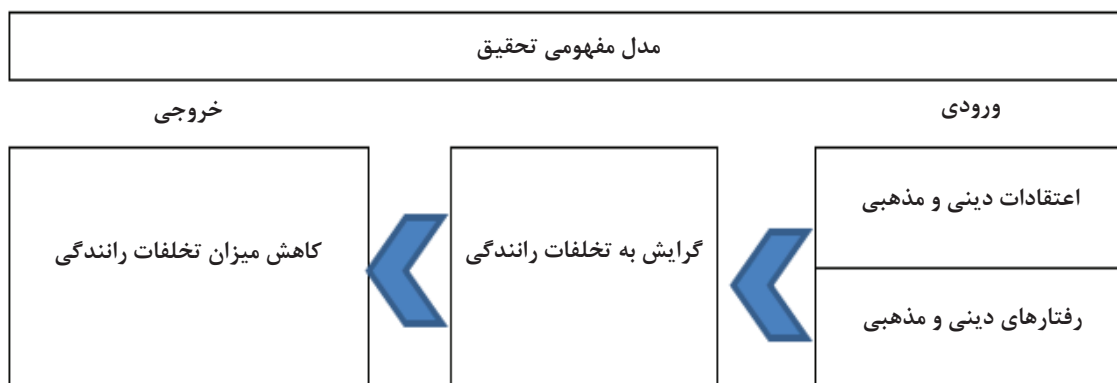 مدل مفهومی تحقیق
ورودی
خروجی
اعتقادات دینی و مذهبی
رفتارهای دینی و مذهبی
گرایش به تخلفات رانندگی
کاهش میزان تخلفات رانندگی